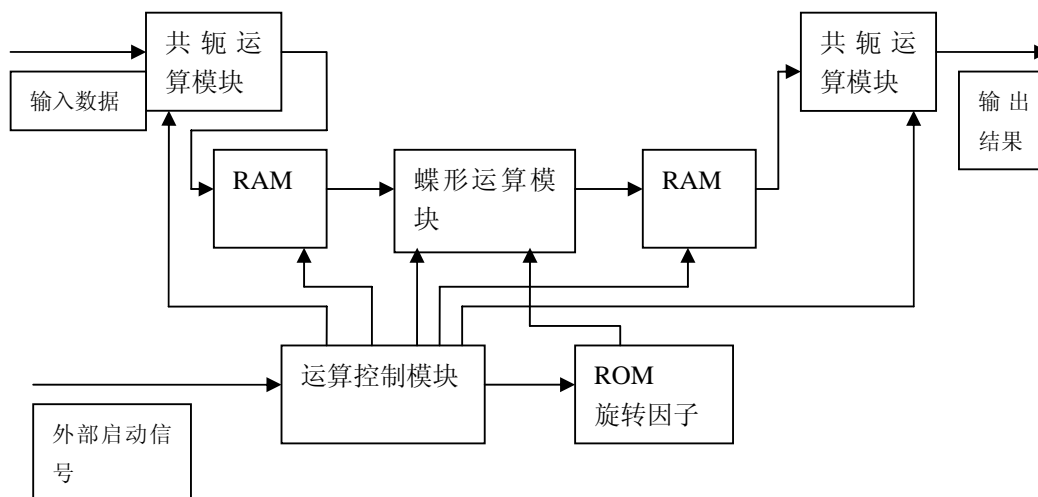 共轭运
算模块
共轭运
算模块
输入数据
输出
结果
RAM
蝶形运算模
块
RAM
运算控制模块
ROM
旋转因子
外部启动信
号